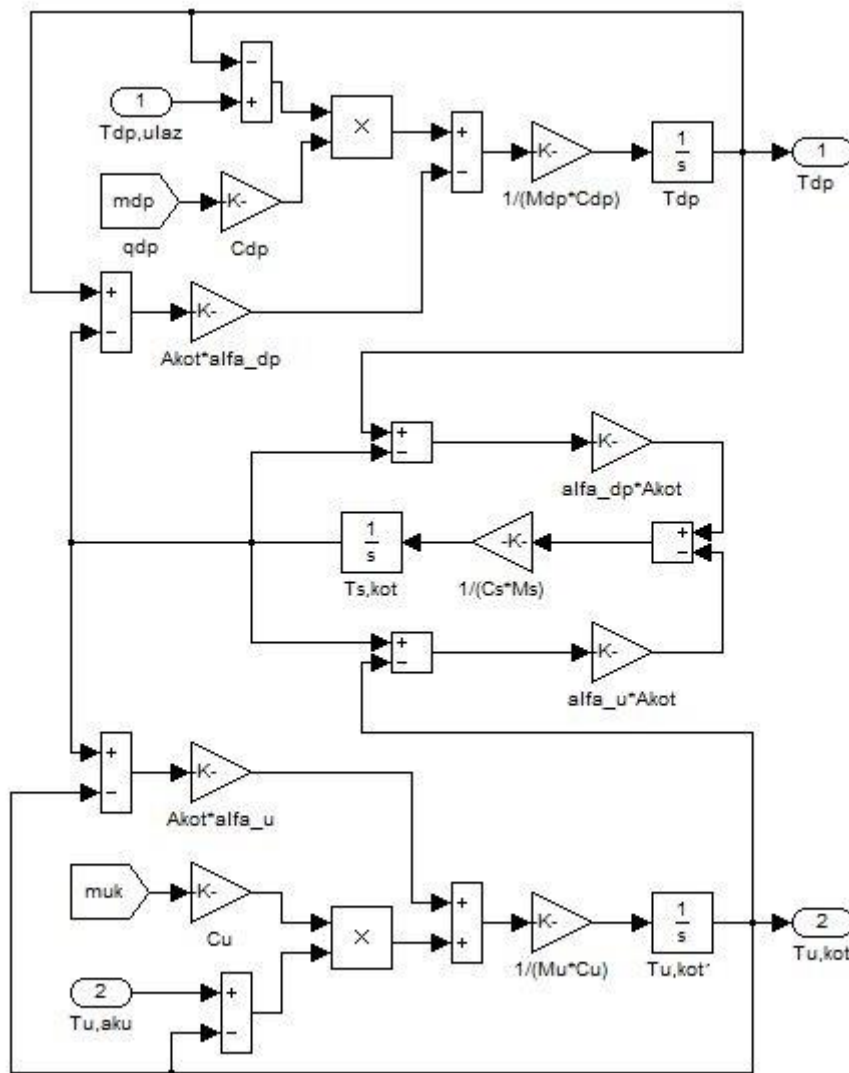 −
+
1
Tdp,ulaz
×
+
−
K-
1/(Mdp*Cdp)
1
s
Tdp
1
Tdp
mdp
qdp
K-
Cdp
+
−
K-
Akot*alfa_dp
+
−
K-
alfa_dp*Akot
1
s
Ts,kot
-K-
1/(Cs*Ms)
+
−
+
−
K-
alfa_u*Akot
+
−
K-
Akot*alfa_u
muk
K-
Cu
×
+
+
K-
1/(Mu*Cu)
1
s
Tu,kot´
2
Tu,kot
2
Tu,aku
+
−